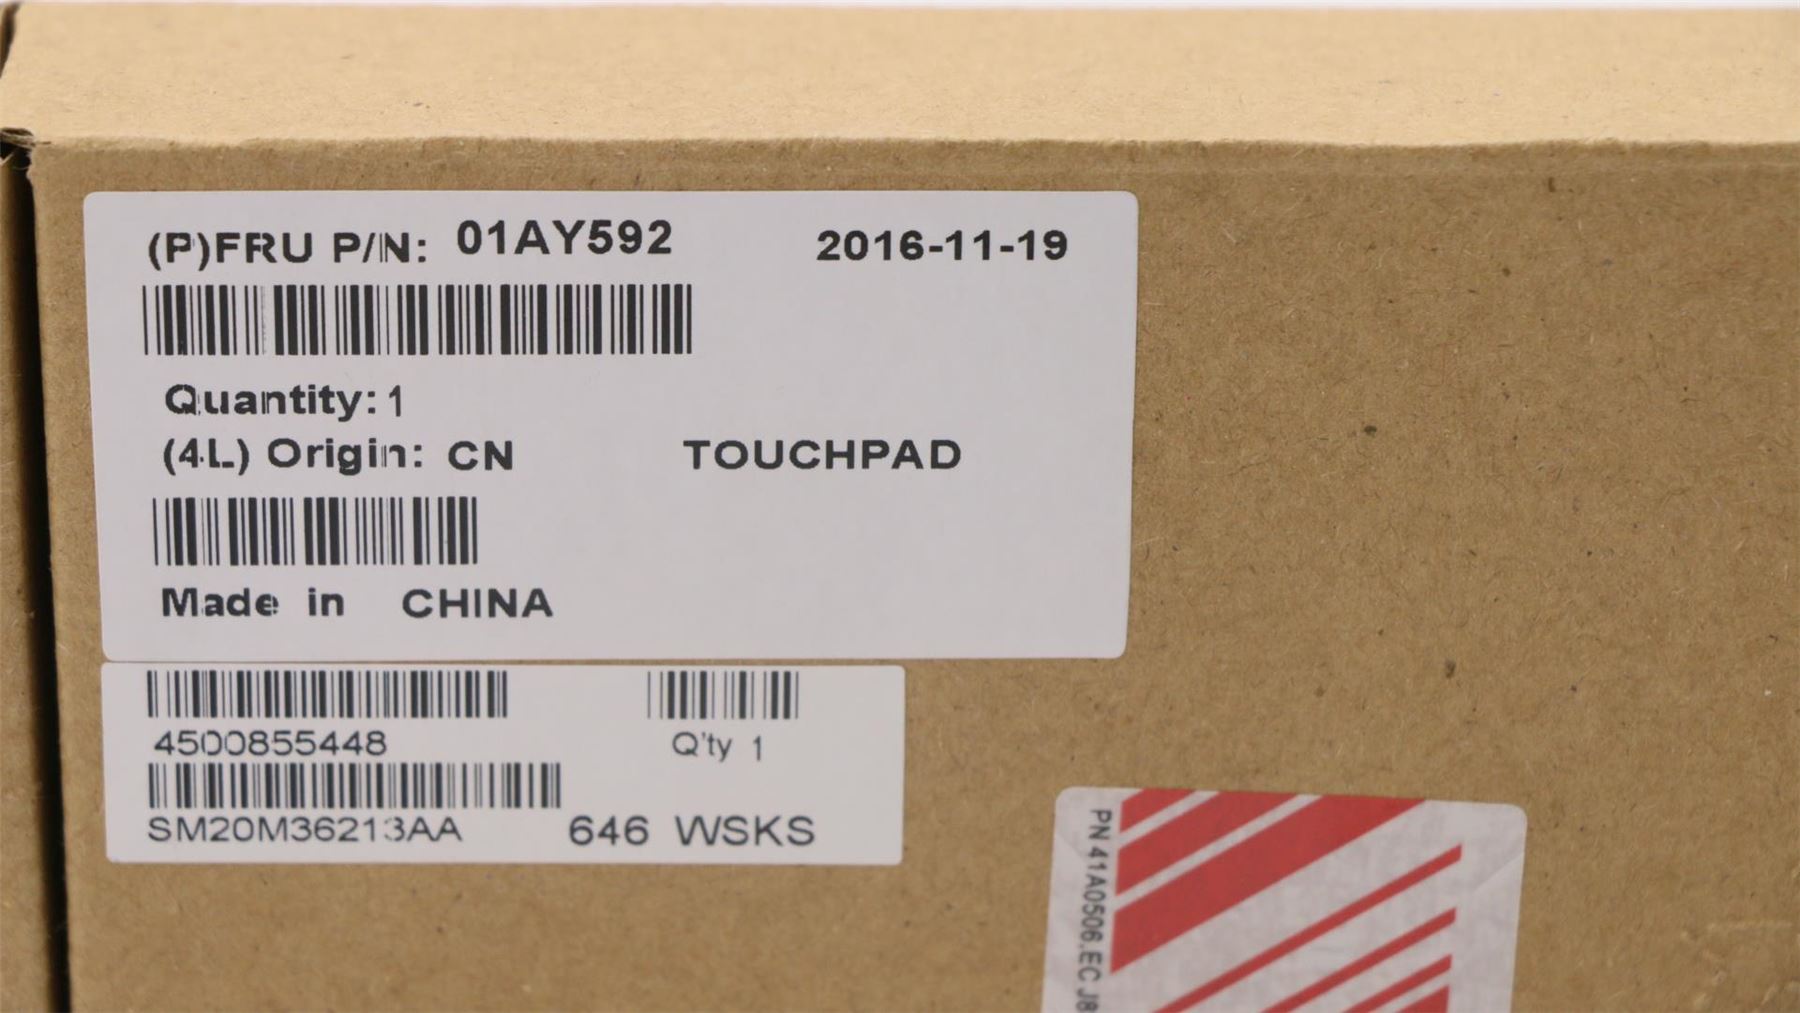 (P)FRU P/N: 01AY592 2016-11-19
Quantity: 1
(4L) Origin: CN TOUCHPAD
Made in CHINA
4500855448 Q'ty 1
SM20M36213AA 646 WSKS
PN 41A0506.EC J8